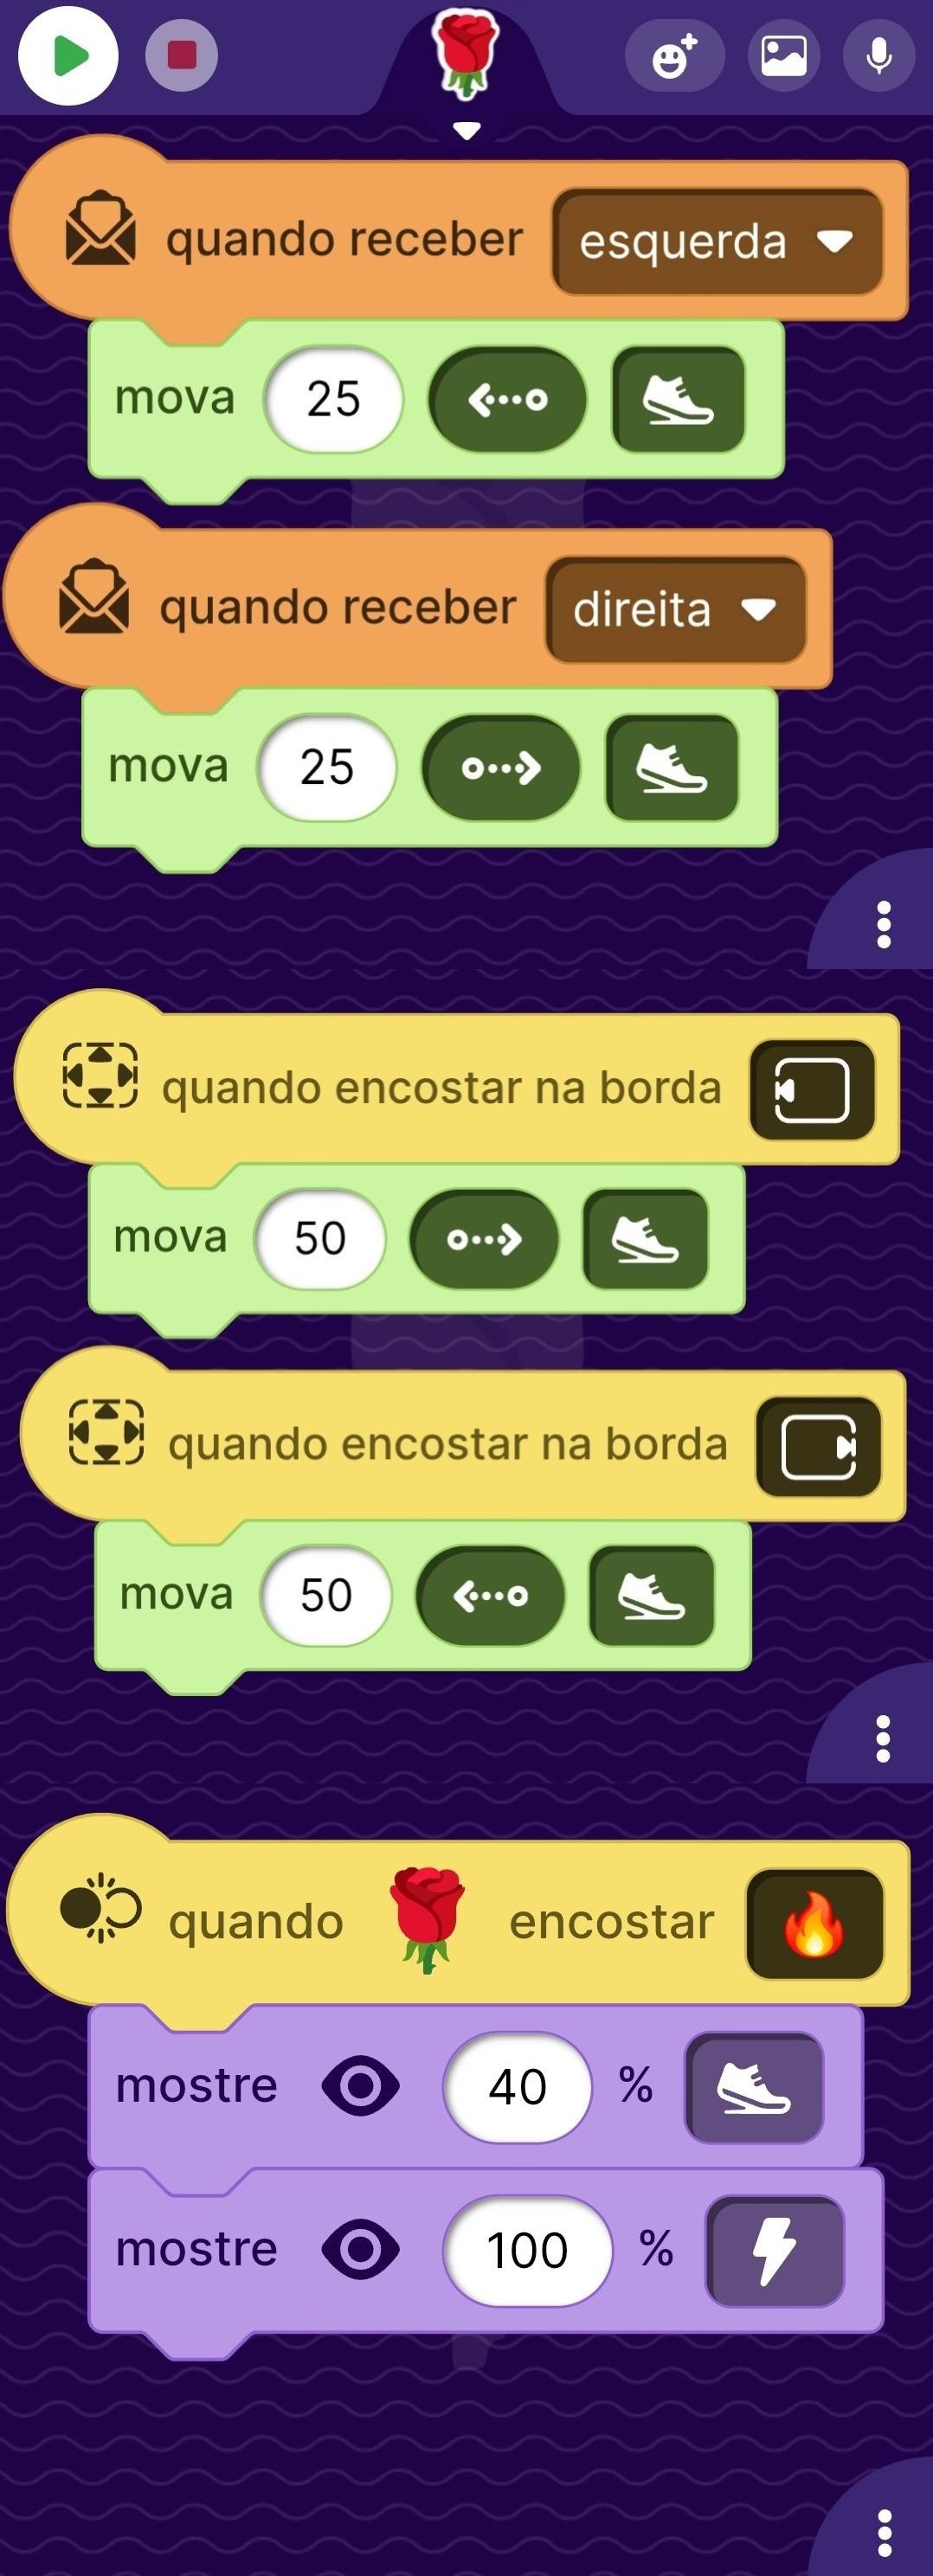 quando receber esquerda
mova 25
quando receber direita
mova 25
quando encostar na borda
mova 50
quando encostar na borda
mova 50
quando encostar
mostre 40 %
mostre 100 %